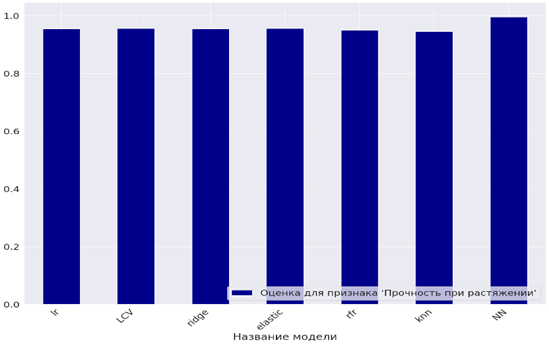 1.0
0.8
0.6
0.4
0.2
0.0
Оценка для признака 'Прочность при растяжении'
lr
LCV
ridge
elastic
rfr
knn
NN
Название модели